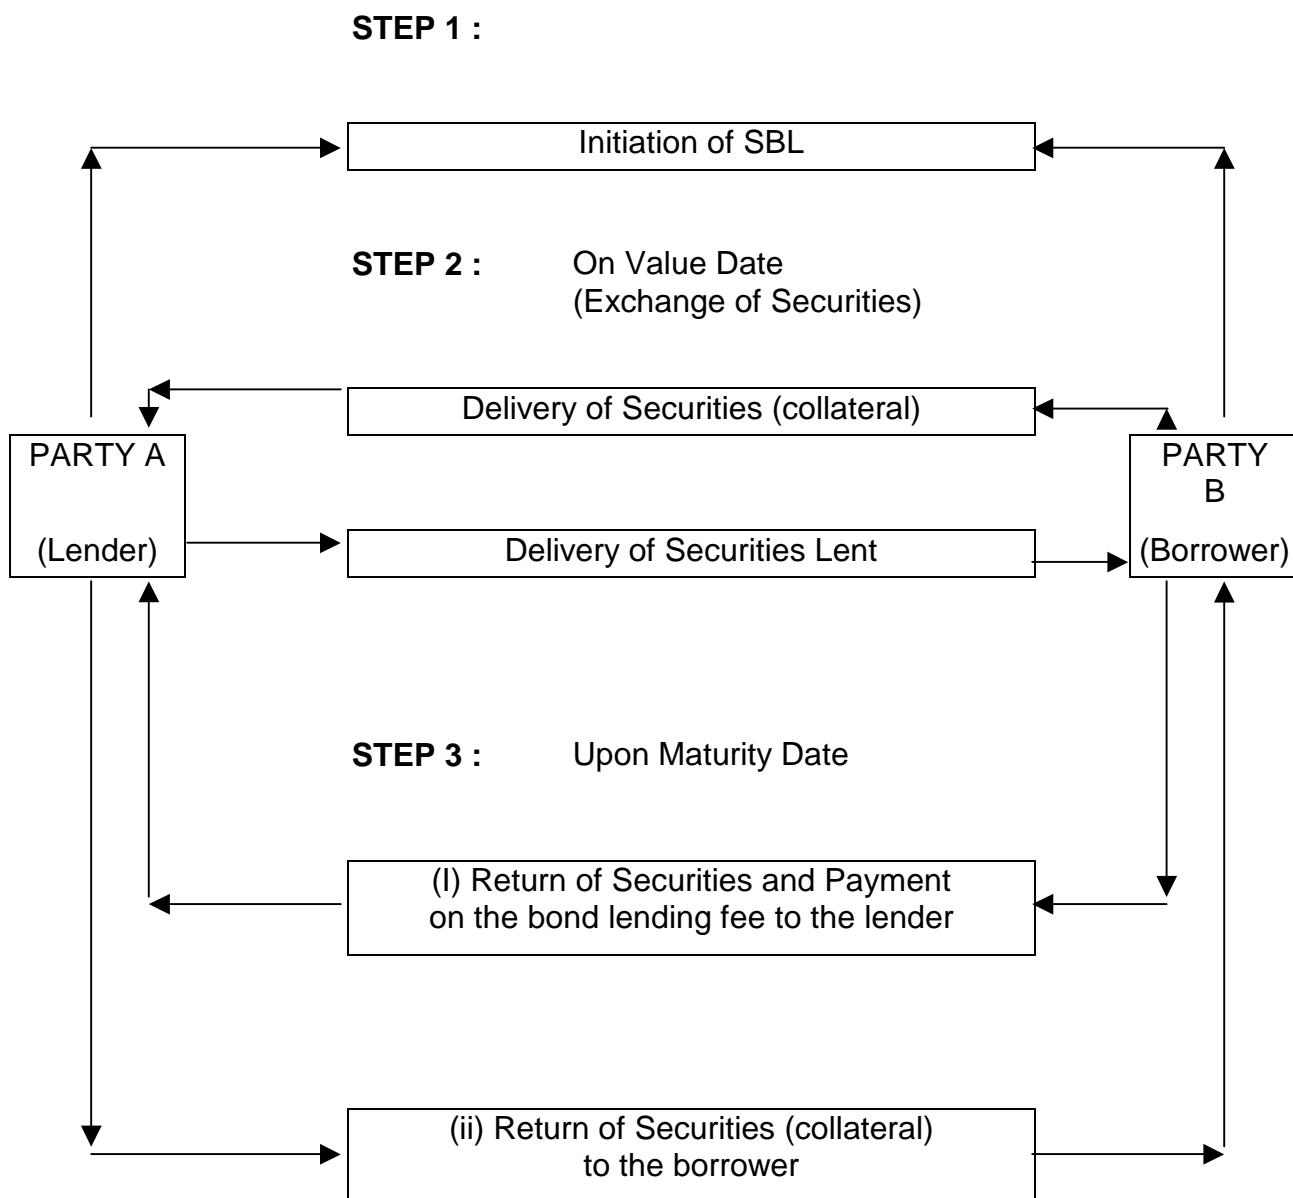 STEP 1 :
Initiation of SBL
STEP 2 : On Value Date
(Exchange of Securities)
Delivery of Securities (collateral)
PARTY A
(Lender)
PARTY
B
(Borrower)
Delivery of Securities Lent
STEP 3 : Upon Maturity Date
(I) Return of Securities and Payment
on the bond lending fee to the lender
(ii) Return of Securities (collateral)
to the borrower